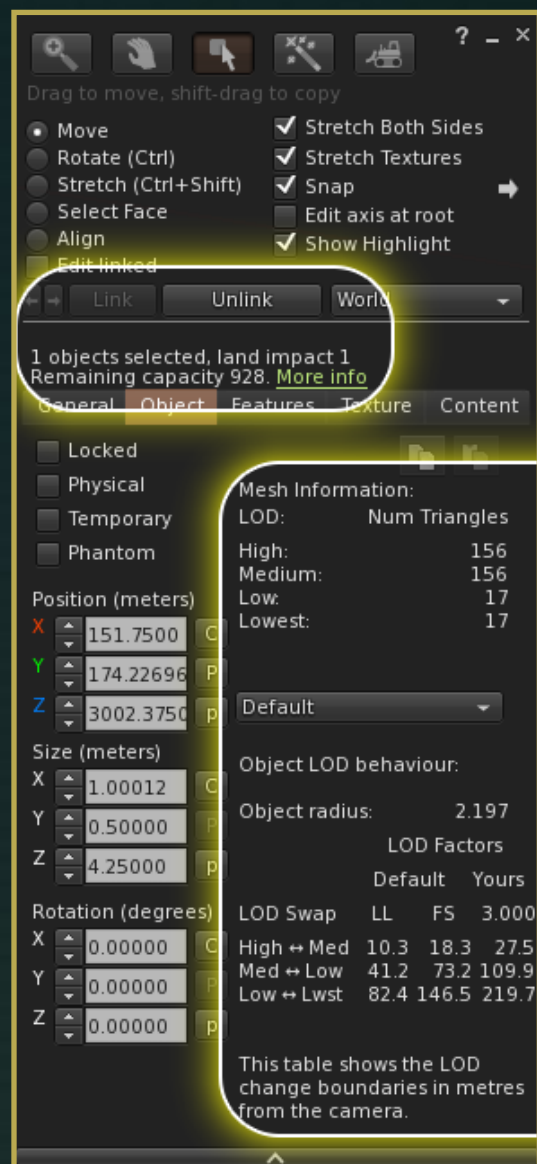 ? – ×
Drag to move, shift-drag to copy
Move
Rotate (Ctrl)
Stretch (Ctrl+Shift)
Select Face
Align
Edit linked
Stretch Both Sides
Stretch Textures
Snap
Edit axis at root
Show Highlight
Link Unlink World
1 objects selected, land impact 1
Remaining capacity 928. More info
General Object Features Texture Content
Locked
Physical
Temporary
Phantom
Position (meters)
X 151.7500 C
Y 174.22696 P
Z 3002.3750 p
Size (meters)
X 1.00012 C
Y 0.50000 P
Z 4.25000 p
Rotation (degrees)
X 0.00000 C
Y 0.00000 P
Z 0.00000 p
Mesh Information:
LOD: Num Triangles
High: 156
Medium: 156
Low: 17
Lowest: 17
Default
Object LOD behaviour:
Object radius: 2.197
LOD Factors
Default Yours
LOD Swap LL FS 3.000
High ↔ Med 10.3 18.3 27.5
Med ↔ Low 41.2 73.2 109.9
Low ↔ Lwst 82.4 146.5 219.7
This table shows the LOD
change boundaries in metres
from the camera.